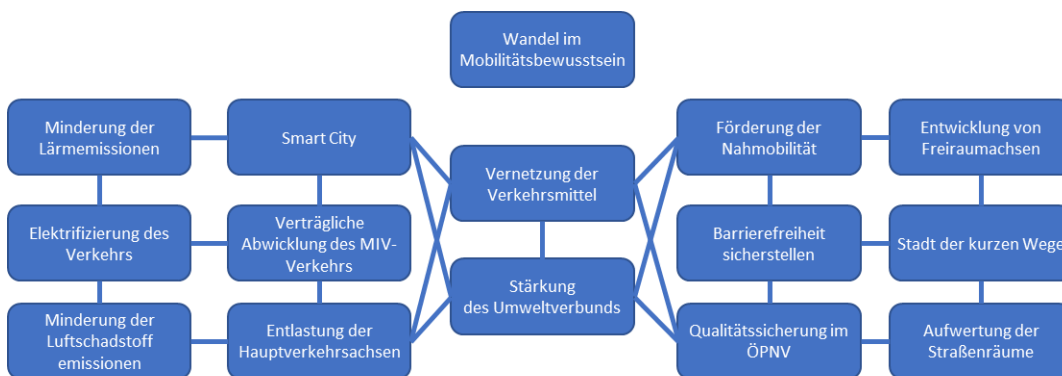 Wandel im
Mobilitätsbewusstsein
Minderung der
Lärmemissionen
Smart City
Vernetzung der
Verkehrsmittel
Förderung der
Nahmobilität
Entwicklung von
Freiraumachsen
Elektrifizierung des
Verkehrs
Verträgliche
Abwicklung des MIV-
Verkehrs
Barrierefreiheit
sicherstellen
Stadt der kurzen Wege
Stärkung
des Umweltverbunds
Minderung der
Luftschadstoff
emissionen
Entlastung der
Hauptverkehrsachsen
Qualitätssicherung im
ÖPNV
Aufwertung der
Straßenräume